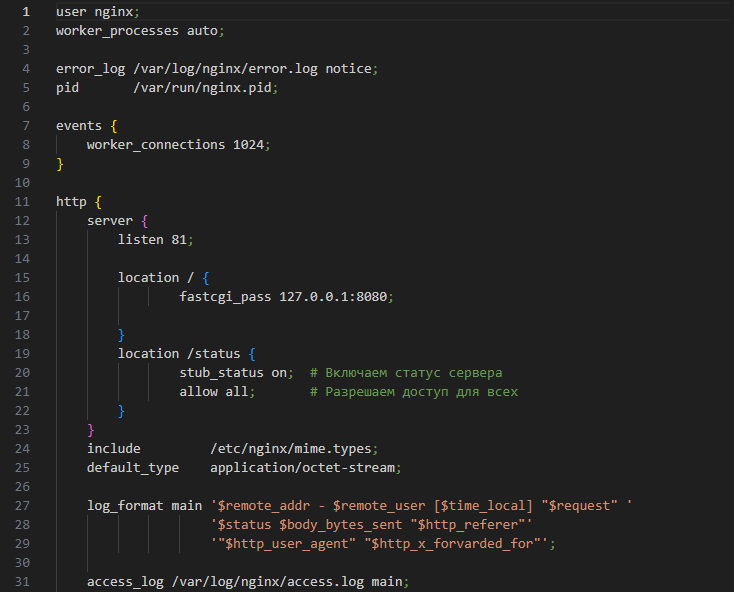 1 user nginx;
2 worker_processes auto;
3
4 error_log /var/log/nginx/error.log notice;
5 pid /var/run/nginx.pid;
6
7 events {
8 worker_connections 1024;
9 }
10
11 http {
12 server {
13 listen 81;
14
15 location / {
16 fastcgi_pass 127.0.0.1:8080;
17
18 }
19 location /status {
20 stub_status on; # Включаем статус сервера
21 allow all; # Разрешаем доступ для всех
22 }
23 }
24 include /etc/nginx/mime.types;
25 default_type application/octet-stream;
26
27 log_format main '$remote_addr - $remote_user [$time_local] "$request" '
28 '$status $body_bytes_sent "$http_referer"'
29 '"$http_user_agent" "$http_x_forvarded_for"';
30
31 access_log /var/log/nginx/access.log main;